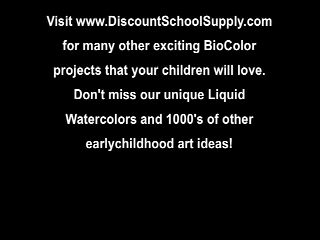 Visit www.DiscountSchoolSupply.com
for many other exciting BioColor
projects that your children will love.
Don't miss our unique Liquid
Watercolors and 1000's of other
earlychildhood art ideas!